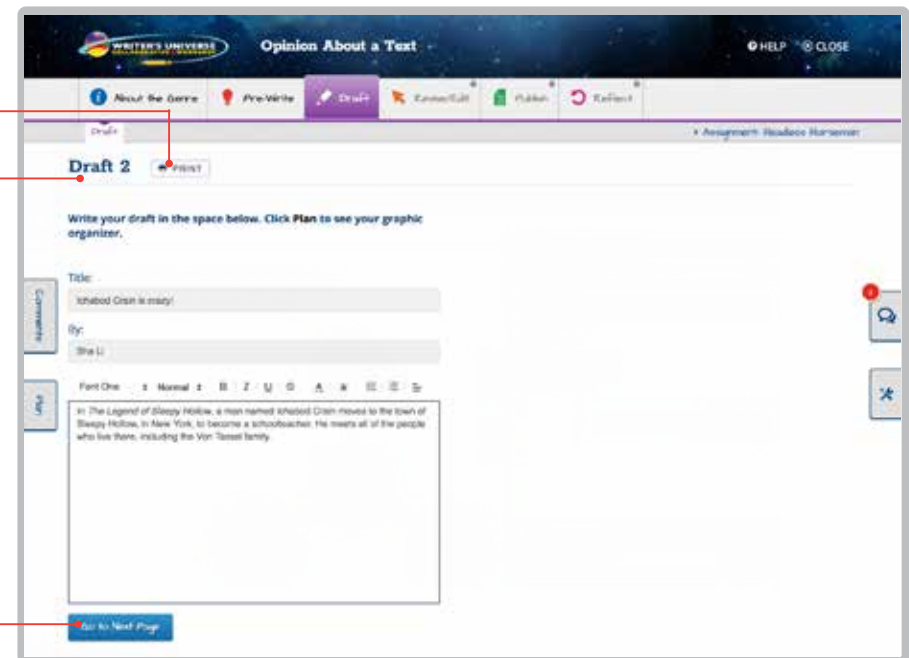 WRITER'S UNIVERSE
Opinion About a Text
HELP
CLOSE
About the Genre
Pre-Write
Draft
Revise/Edit
Publish
Reflect
Draft
Assignment: Headless Horseman
Draft 2
PRINT
Write your draft in the space below. Click Plan to see your graphic
organizer.
Title:
Ichabod Crain is crazy!
By:
Sha Li
Comments
Plan
Font One Normal B I U S A
In The Legend of Sleepy Hollow, a man named Ichabod Crain moves to the town of
Sleepy Hollow, in New York, to become a schoolteacher. He meets all of the people
who live there, including the Von Tassel family.
Go to Next Page